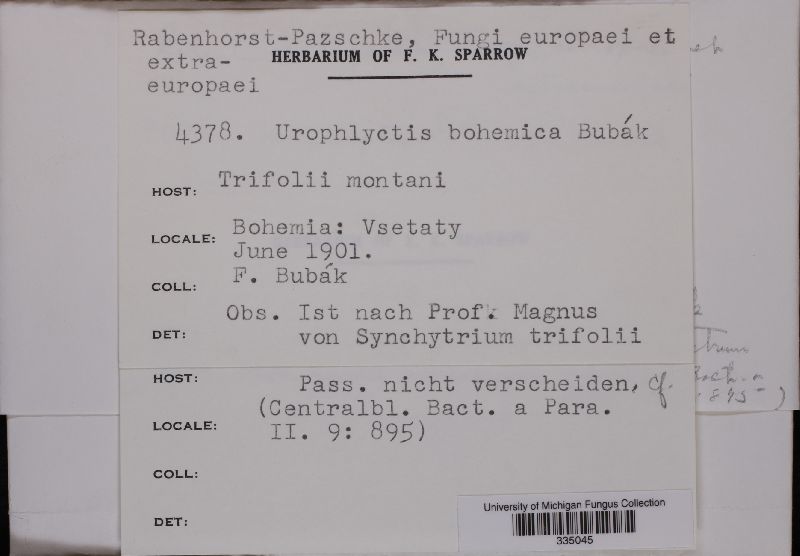 Rabenhorst-Pazschke, Fungi europaei et
extra-
HERBARIUM OF F. K. SPARROW
europaei
4378. Urophlyctis bohemica Bubák
HOST: Trifolii montani
LOCALE: Bohemia: Vsetaty
June 1901.
COLL: F. Bubák
Obs. Ist nach Prof. Magnus
DET: von Synchytrium trifolii
HOST: Pass. nicht verscheiden, cf.
(Centralbl. Bact. a Para.
LOCALE: II. 9: 895)
COLL:
DET:
University of Michigan Fungus Collection
335045